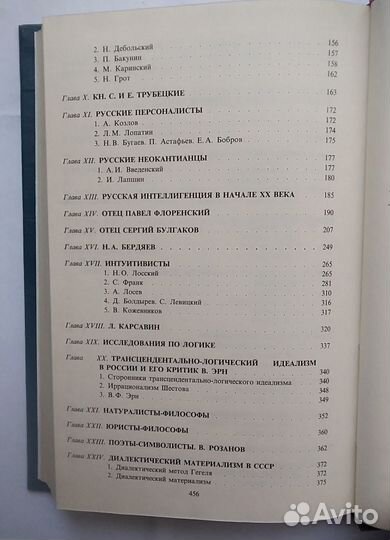 2. Н. Дебольский . . . 156
3. П. Бакунин . . . 157
4. М. Каринский . . . 158
5. Н. Грот . . . 162
Глава X. КН. С. И Е. ТРУБЕЦКИЕ . . . 163
Глава XI. РУССКИЕ ПЕРСОНАЛИСТЫ . . . 172
1. А. Козлов . . . 172
2. Л. М. Лопатин . . . 174
3. Н. В. Бугаев. П. Астафьев. Е. А. Бобров . . . 175
Глава XII. РУССКИЕ НЕОКАНТИАНЦЫ . . . 177
1. А. И. Введенский . . . 177
2. И. Лапшин . . . 180
Глава XIII. РУССКАЯ ИНТЕЛЛИГЕНЦИЯ В НАЧАЛЕ XX ВЕКА 185
Глава XIV. ОТЕЦ ПАВЕЛ ФЛОРЕНСКИЙ . . . 190
Глава XV. ОТЕЦ СЕРГИЙ БУЛГАКОВ . . . 207
Глава XVI. Н. А. БЕРДЯЕВ . . . 249
Глава XVII. ИНТУИТИВИСТЫ . . . 265
1. Н. О. Лосский . . . 265
2. С. Франк . . . 281
3. А. Лосев . . . 310
4. Д. Болдырев. С. Левицкий . . . 316
5. В. Кожевников . . . 317
Глава XVIII. Л. КАРСАВИН . . . 320
Глава XIX. ИССЛЕДОВАНИЯ ПО ЛОГИКЕ . . . 337
Глава XX. ТРАНСЦЕНДЕНТАЛЬНО-ЛОГИЧЕСКИЙ ИДЕАЛИЗМ
В РОССИИ И ЕГО КРИТИК В. ЭРН . . . 340
1. Сторонники трансцендентально-логического идеализма 340
2. Иррационализм Шестова . . . 348
3. В. Ф. Эрн . . . 349
Глава XXI. НАТУРАЛИСТЫ-ФИЛОСОФЫ . . . 352
Глава XXII. ЮРИСТЫ-ФИЛОСОФЫ . . . 360
Глава XXIII. ПОЭТЫ-СИМВОЛИСТЫ. В. РОЗАНОВ . . . 362
Глава XXIV. ДИАЛЕКТИЧЕСКИЙ МАТЕРИАЛИЗМ В СССР . . . 372
1. Диалектический метод Гегеля . . . 372
2. Диалектический материализм . . . 375
456
Avito